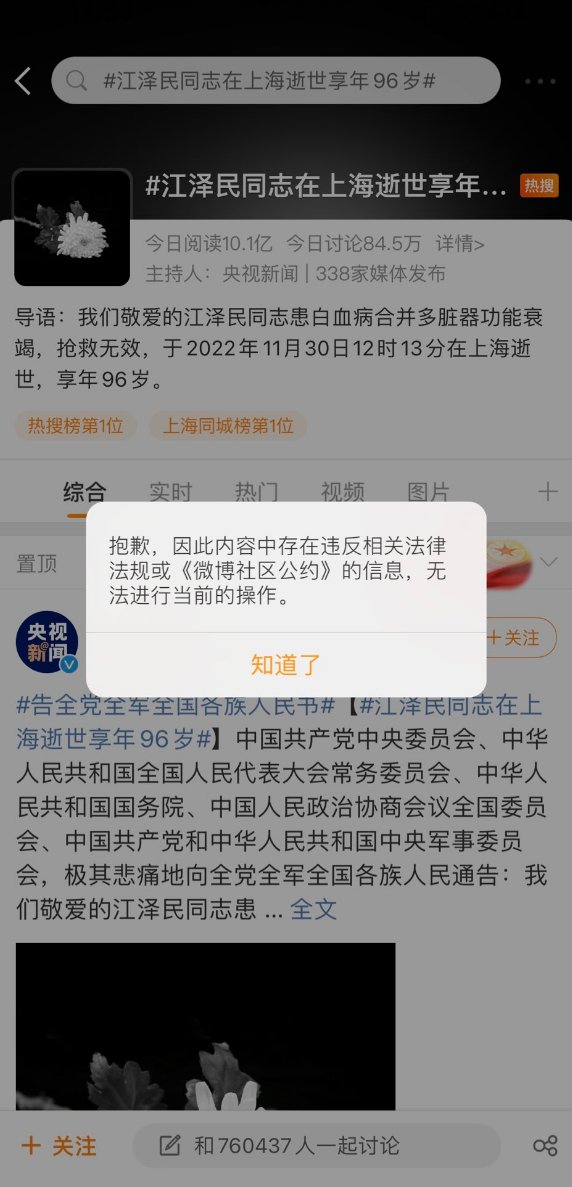 #江泽民同志在上海逝世享年96岁#
#江泽民同志在上海逝世享年...
热搜
今日阅读10.1亿 今日讨论84.5万 详情>
主持人：央视新闻 | 338家媒体发布
导语：我们敬爱的江泽民同志患白血病合并多脏器功能衰
竭，抢救无效，于2022年11月30日12时13分在上海逝
世，享年96岁。
热搜榜第1位 上海同城榜第1位
综合 实时 热门 视频 图片
抱歉，因此内容中存在违反相关法律
法规或《微博社区公约》的信息，无
法进行当前的操作。
知道了
置顶
央视
新闻
+关注
#告全党全军全国各族人民书#【#江泽民同志在上
海逝世享年96岁#】中国共产党中央委员会、中华
人民共和国全国人民代表大会常务委员会、中华人
民共和国国务院、中国人民政治协商会议全国委员
会、中国共产党和中华人民共和国中央军事委员
会，极其悲痛地向全党全军全国各族人民通告：我
们敬爱的江泽民同志患 ... 全文
+ 关注
和760437人一起讨论